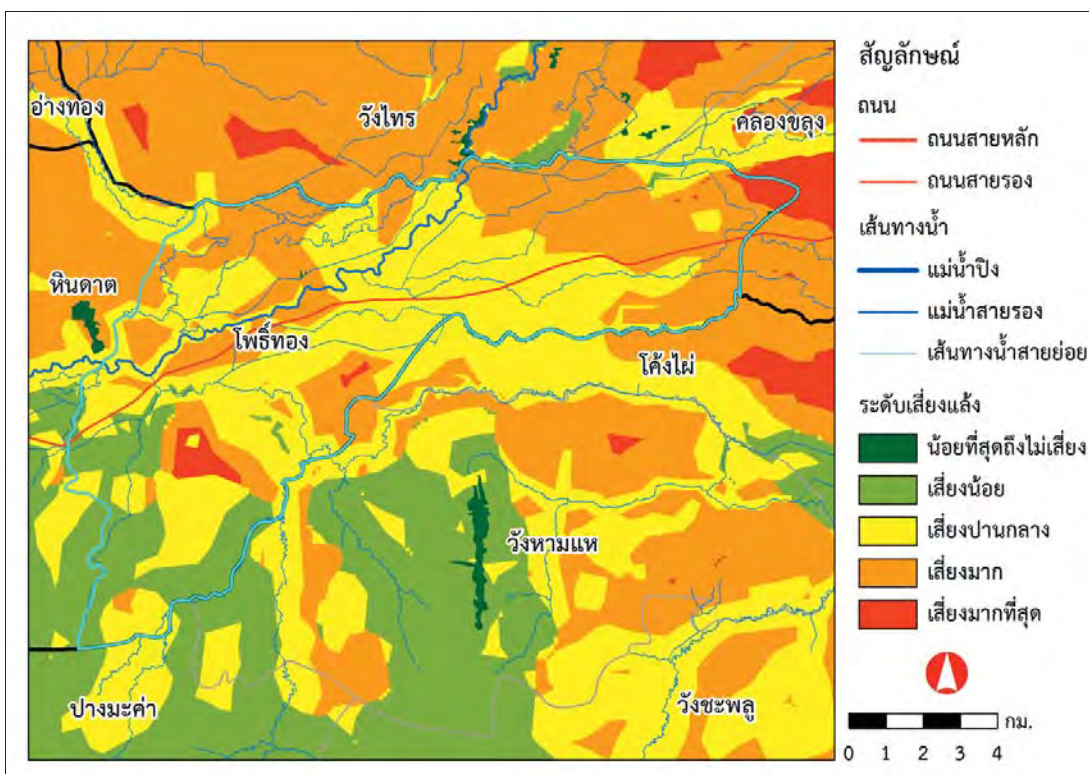 อ่างทอง
วังไทร
คลองขลุง
หินดาต
โพธิ์ทอง
โค้งไผ่
วังหามแห
ปางมะค่า
วังชะพลู
สัญลักษณ์
ถนน
ถนนสายหลัก
ถนนสายรอง
เส้นทางน้ำ
แม่น้ำปิง
แม่น้ำสายรอง
เส้นทางน้ำสายย่อย
ระดับเสี่ยงแล้ง
น้อยที่สุดถึงไม่เสี่ยง
เสี่ยงน้อย
เสี่ยงปานกลาง
เสี่ยงมาก
เสี่ยงมากที่สุด
กม.
0 1 2 3 4